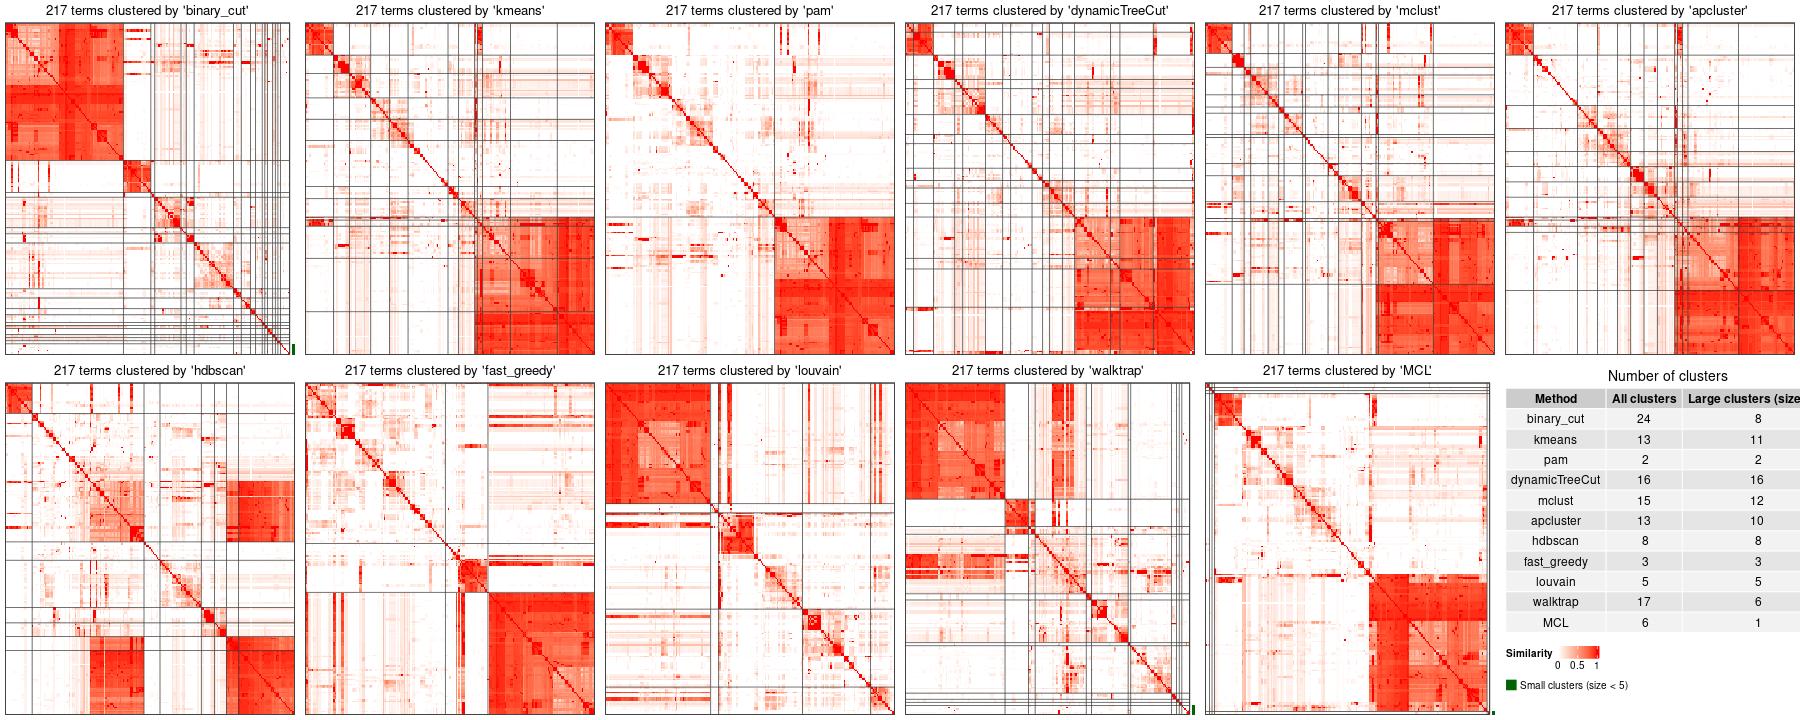 217 terms clustered by 'binary_cut'
217 terms clustered by 'kmeans'
217 terms clustered by 'pam'
217 terms clustered by 'dynamicTreeCut'
217 terms clustered by 'mclust'
217 terms clustered by 'apcluster'
217 terms clustered by 'hdbscan'
217 terms clustered by 'fast_greedy'
217 terms clustered by 'louvain'
217 terms clustered by 'walktrap'
217 terms clustered by 'MCL'
Number of clusters
Method All clusters Large clusters (size
binary_cut 24 8
kmeans 13 11
pam 2 2
dynamicTreeCut 16 16
mclust 15 12
apcluster 13 10
hdbscan 8 8
fast_greedy 3 3
louvain 5 5
walktrap 17 6
MCL 6 1
Similarity
0 0.5 1
Small clusters (size < 5)